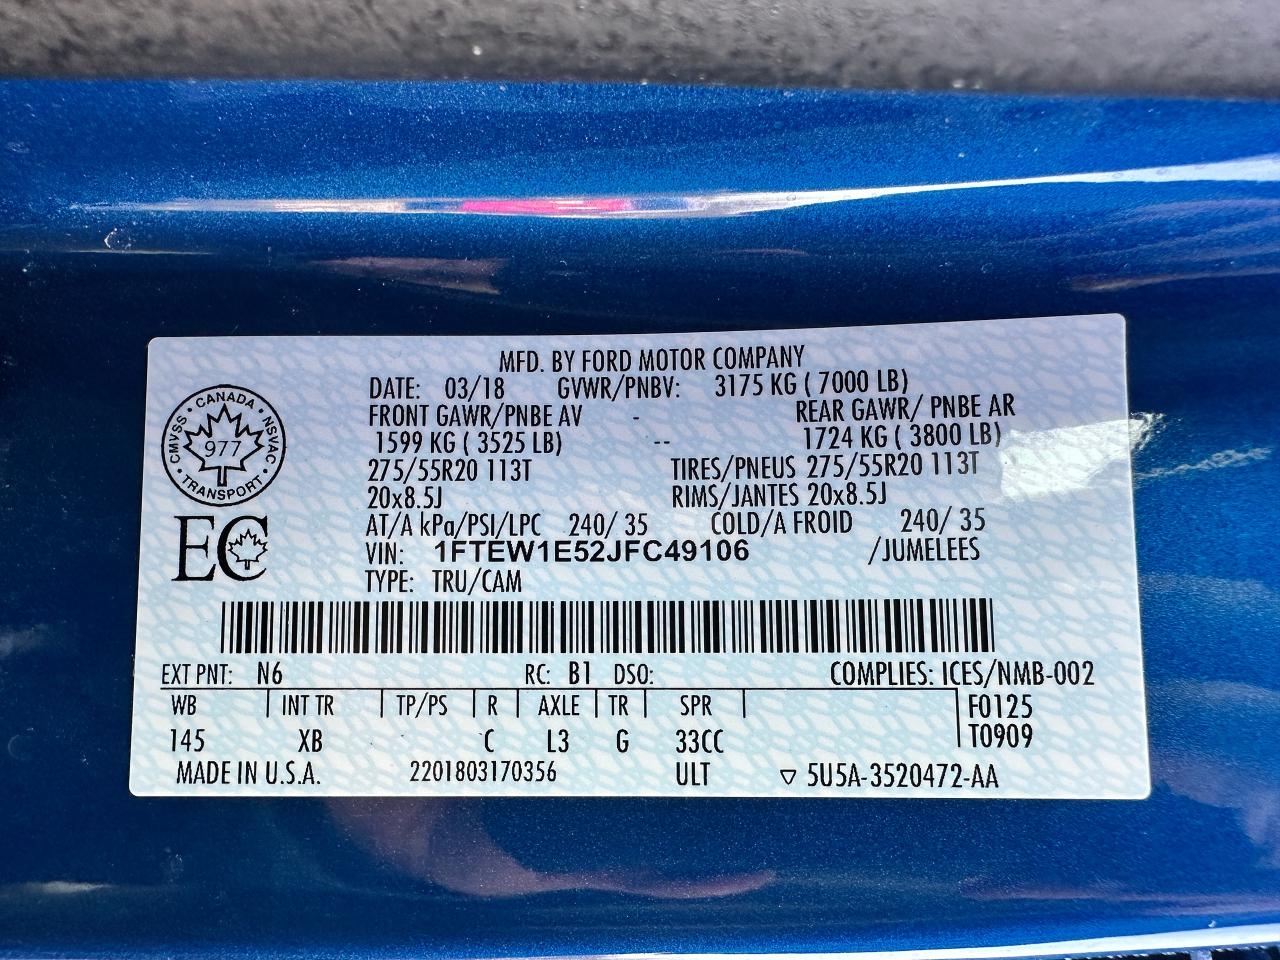 MFD. BY FORD MOTOR COMPANY
DATE: 03/18 GVWR/PNBV: 3175 KG ( 7000 LB)
FRONT GAWR/PNBE AV - REAR GAWR/ PNBE AR
1599 KG ( 3525 LB) -- 1724 KG ( 3800 LB)
275/55R20 113T TIRES/PNEUS 275/55R20 113T
20x8.5J RIMS/JANTES 20x8.5J
AT/A kPa/PSI/LPC 240/ 35 COLD/A FROID 240/ 35
VIN: 1FTEW1E52JFC49106 /JUMELEES
TYPE: TRU/CAM
CANADA • NSVAC • TRANSPORT • CMVSS •
977
EC
EXT PNT: N6 RC: B1 DSO: COMPLIES: ICES/NMB-002
WB | INT TR | TP/PS | R | AXLE | TR | SPR | F0125
145 XB C L3 G 33CC T0909
MADE IN U.S.A. 2201803170356 ULT ▽ 5U5A-3520472-AA